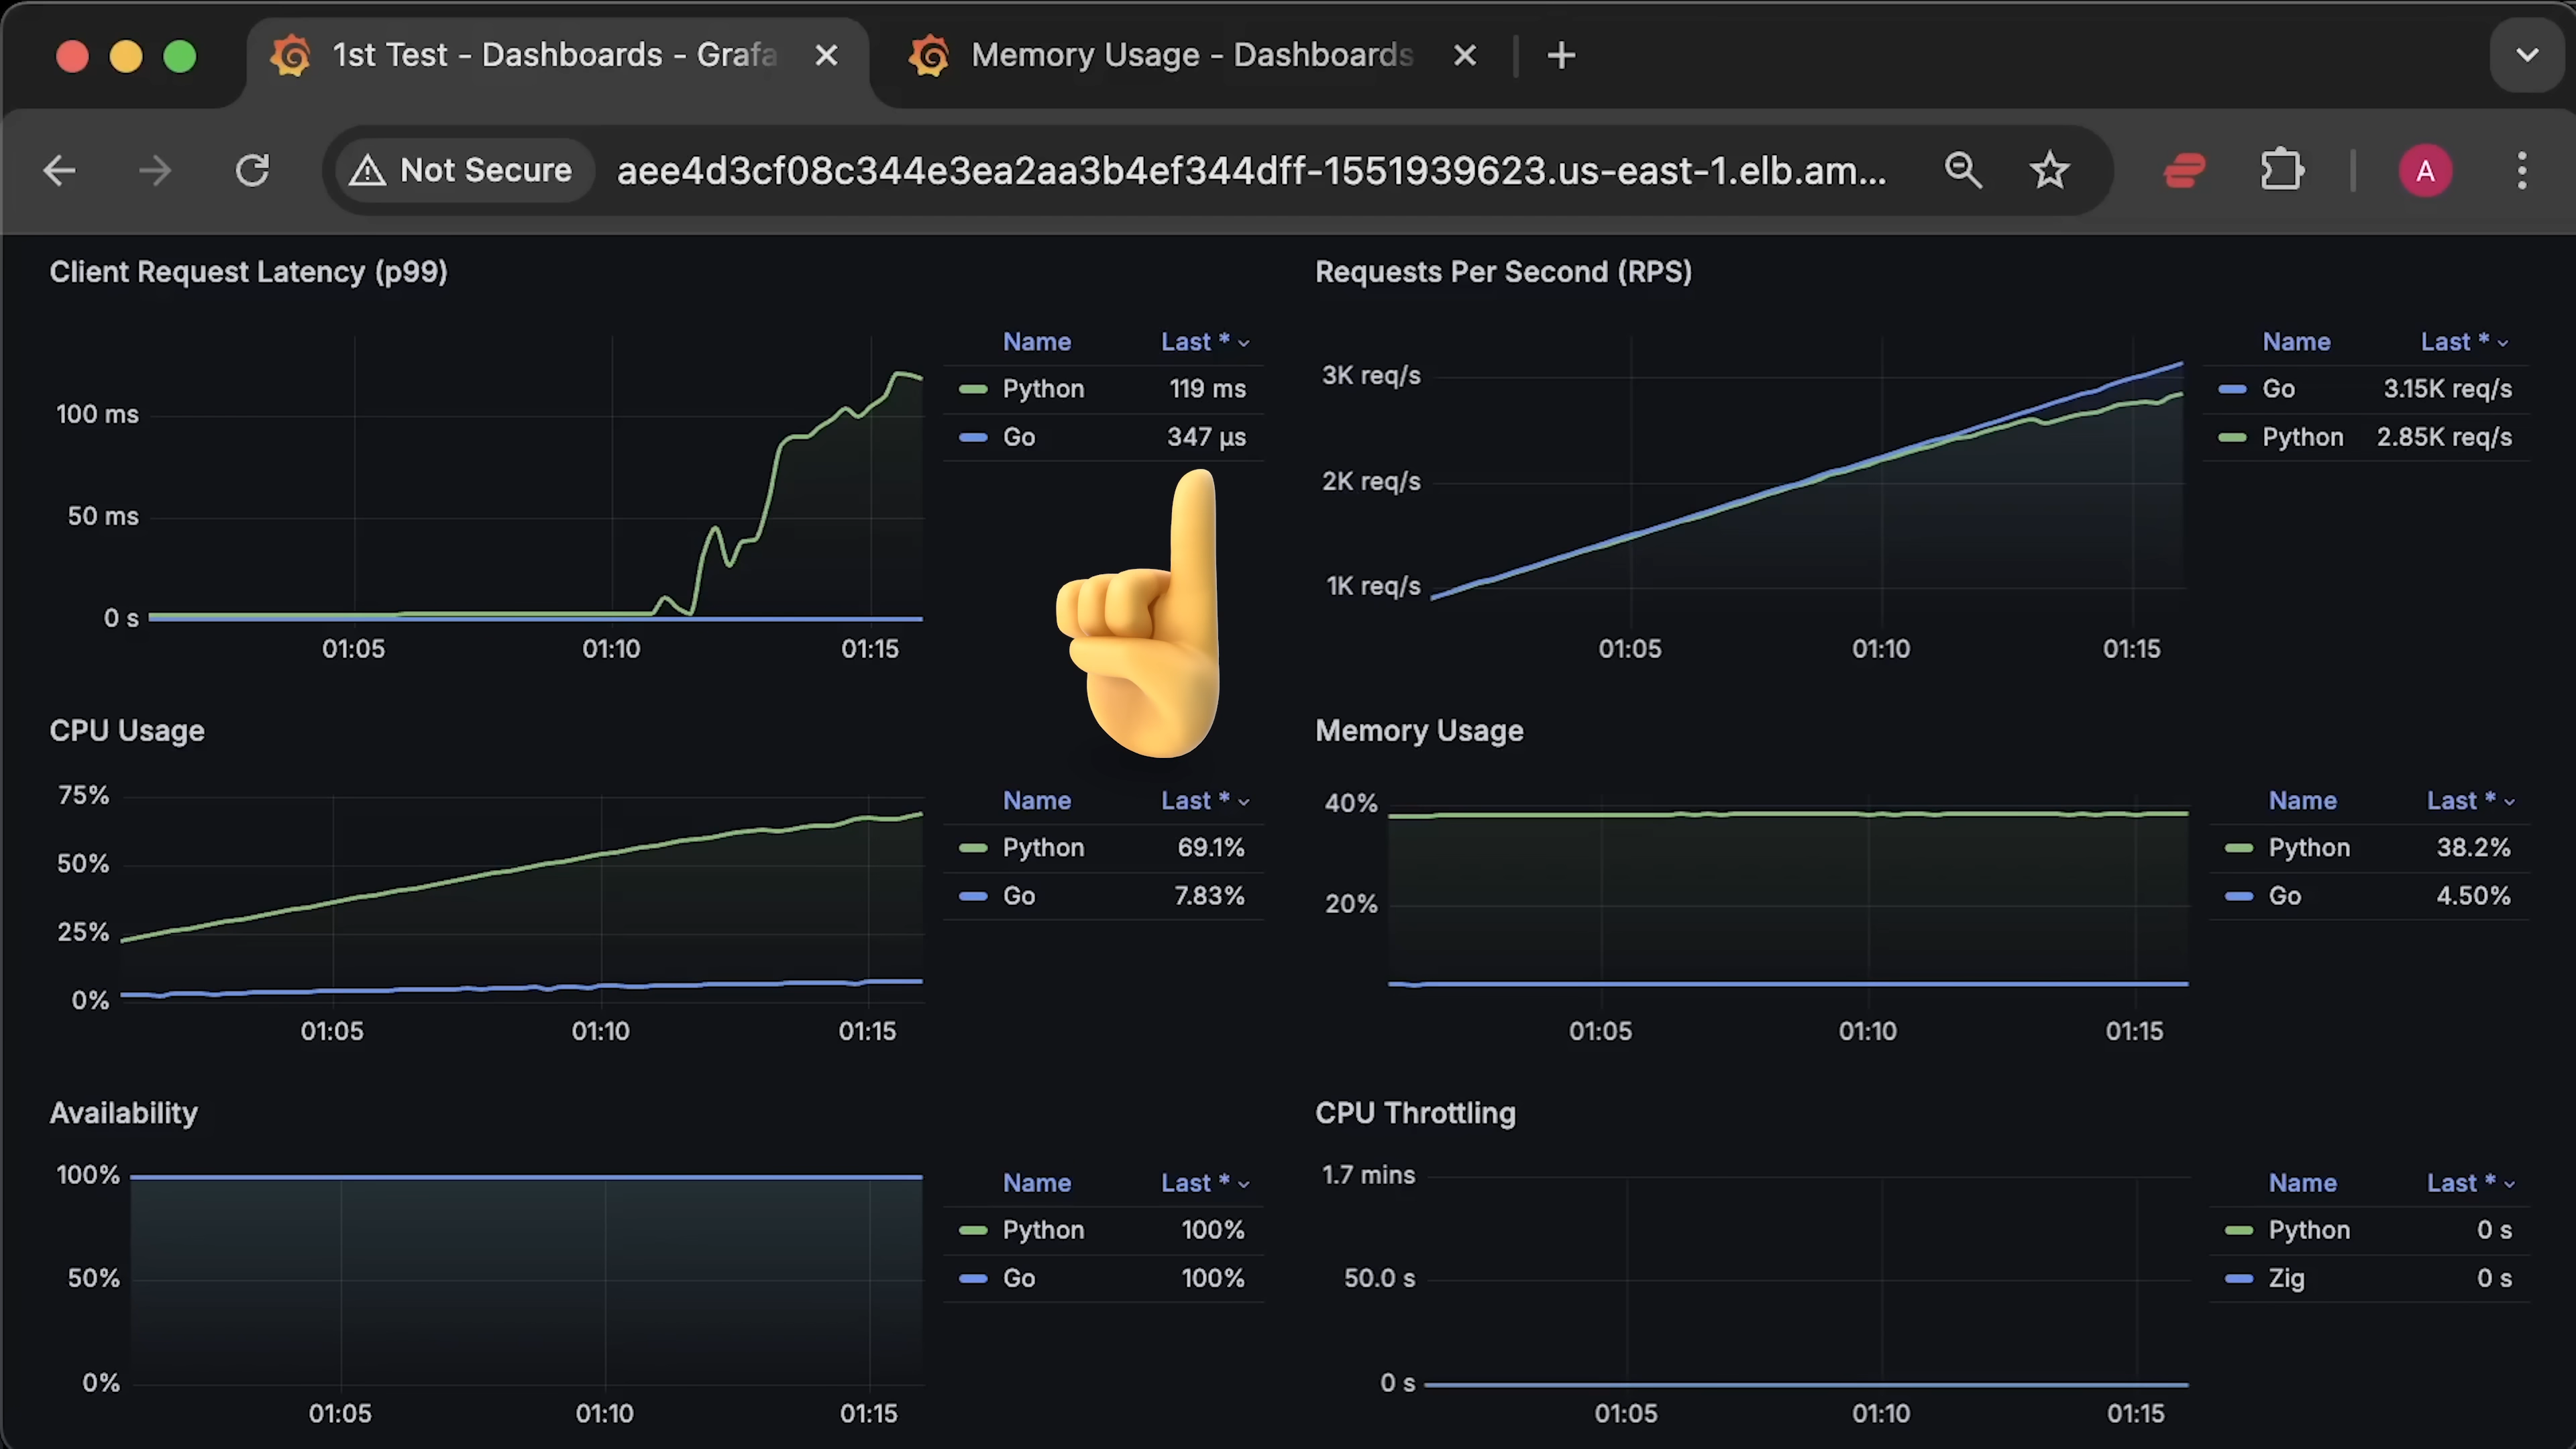 1st Test - Dashboards - Grafa
Memory Usage - Dashboards
Not Secure
aee4d3cf08c344e3ea2aa3b4ef344dff-1551939623.us-east-1.elb.am...
A
Client Request Latency (p99)
100 ms
50 ms
0 s
01:05 01:10 01:15
Name Last *
Python 119 ms
Go 347 µs
Requests Per Second (RPS)
3K req/s
2K req/s
1K req/s
01:05 01:10 01:15
Name Last *
Go 3.15K req/s
Python 2.85K req/s
CPU Usage
75%
50%
25%
0%
01:05 01:10 01:15
Name Last *
Python 69.1%
Go 7.83%
Memory Usage
40%
20%
01:05 01:10 01:15
Name Last *
Python 38.2%
Go 4.50%
Availability
100%
50%
0%
01:05 01:10 01:15
Name Last *
Python 100%
Go 100%
CPU Throttling
1.7 mins
50.0 s
0 s
01:05 01:10 01:15
Name Last *
Python 0 s
Zig 0 s